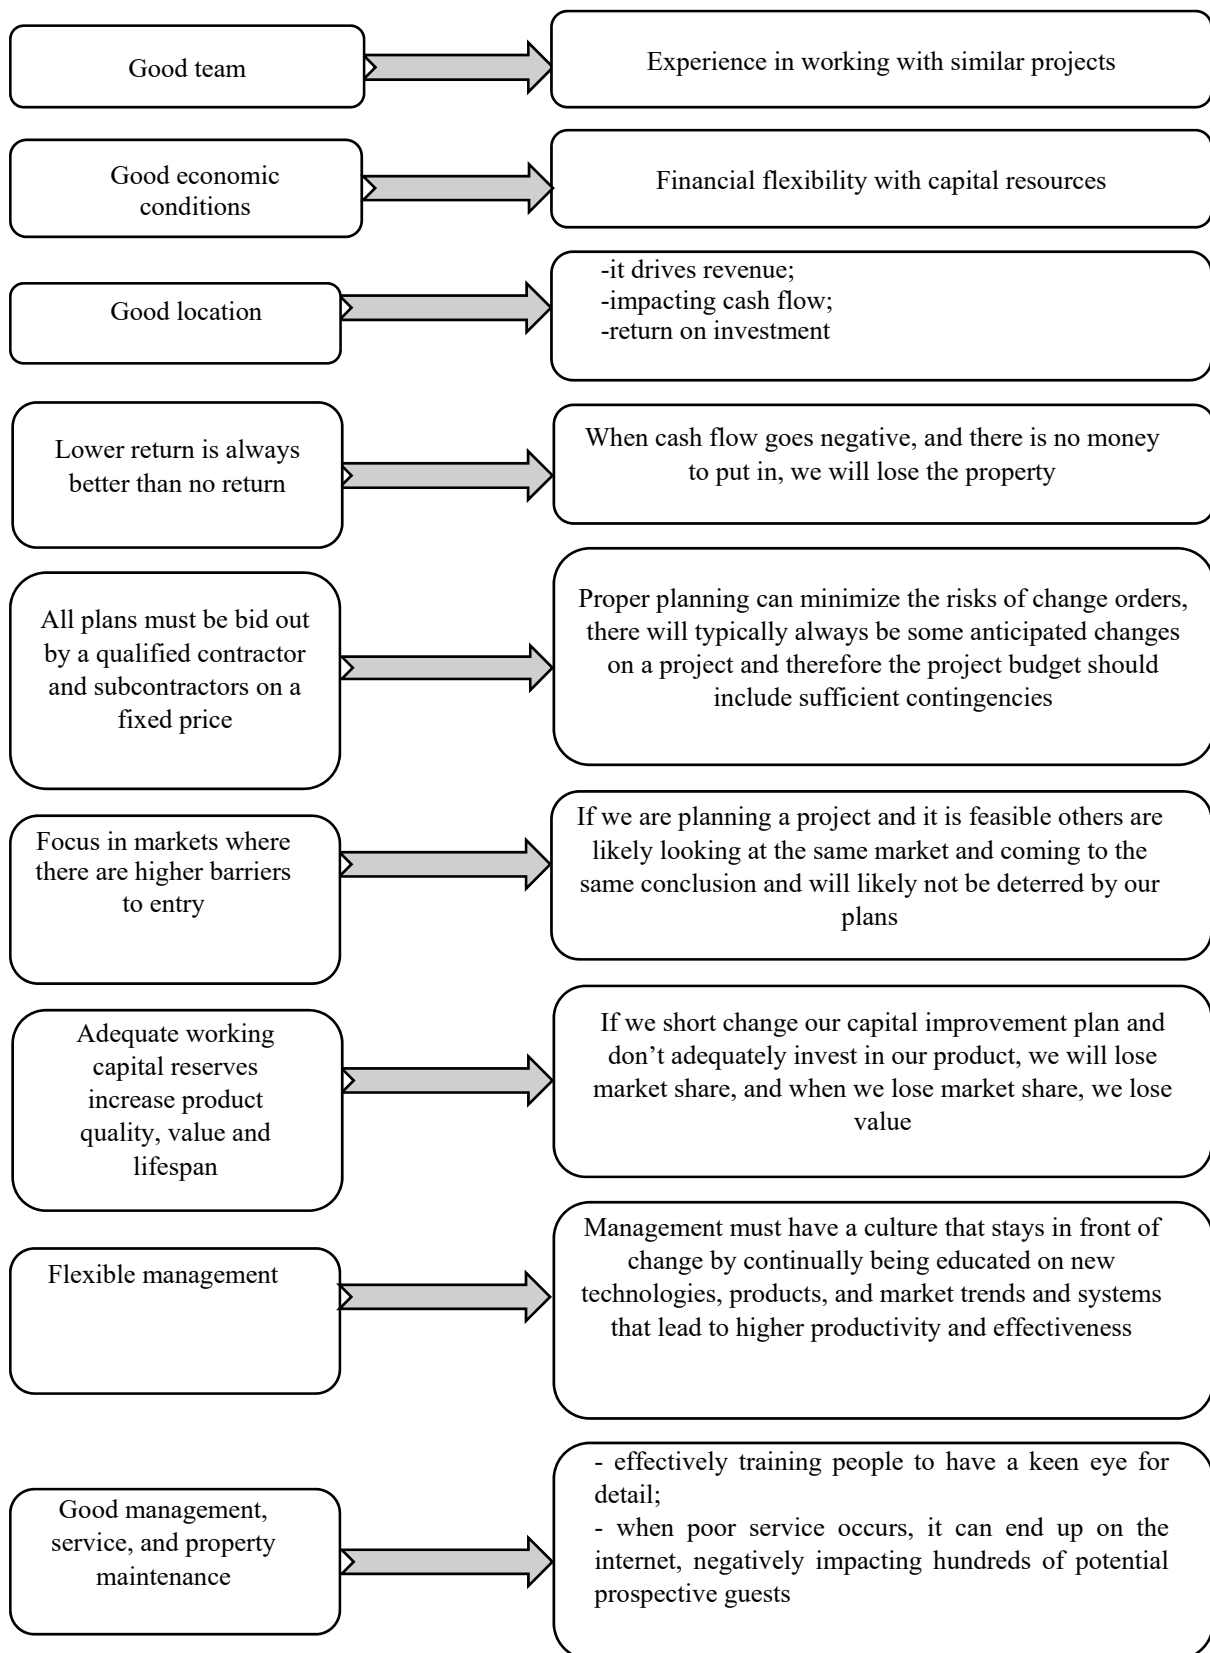 Good team
Experience in working with similar projects
Good economic
conditions
Financial flexibility with capital resources
Good location
-it drives revenue;
-impacting cash flow;
-return on investment
Lower return is always
better than no return
When cash flow goes negative, and there is no money
to put in, we will lose the property
All plans must be bid out
by a qualified contractor
and subcontractors on a
fixed price
Proper planning can minimize the risks of change orders,
there will typically always be some anticipated changes
on a project and therefore the project budget should
include sufficient contingencies
Focus in markets where
there are higher barriers
to entry
If we are planning a project and it is feasible others are
likely looking at the same market and coming to the
same conclusion and will likely not be deterred by our
plans
Adequate working
capital reserves
increase product
quality, value and
lifespan
If we short change our capital improvement plan and
don’t adequately invest in our product, we will lose
market share, and when we lose market share, we lose
value
Flexible management
Management must have a culture that stays in front of
change by continually being educated on new
technologies, products, and market trends and systems
that lead to higher productivity and effectiveness
Good management,
service, and property
maintenance
- effectively training people to have a keen eye for
detail;
- when poor service occurs, it can end up on the
internet, negatively impacting hundreds of potential
prospective guests